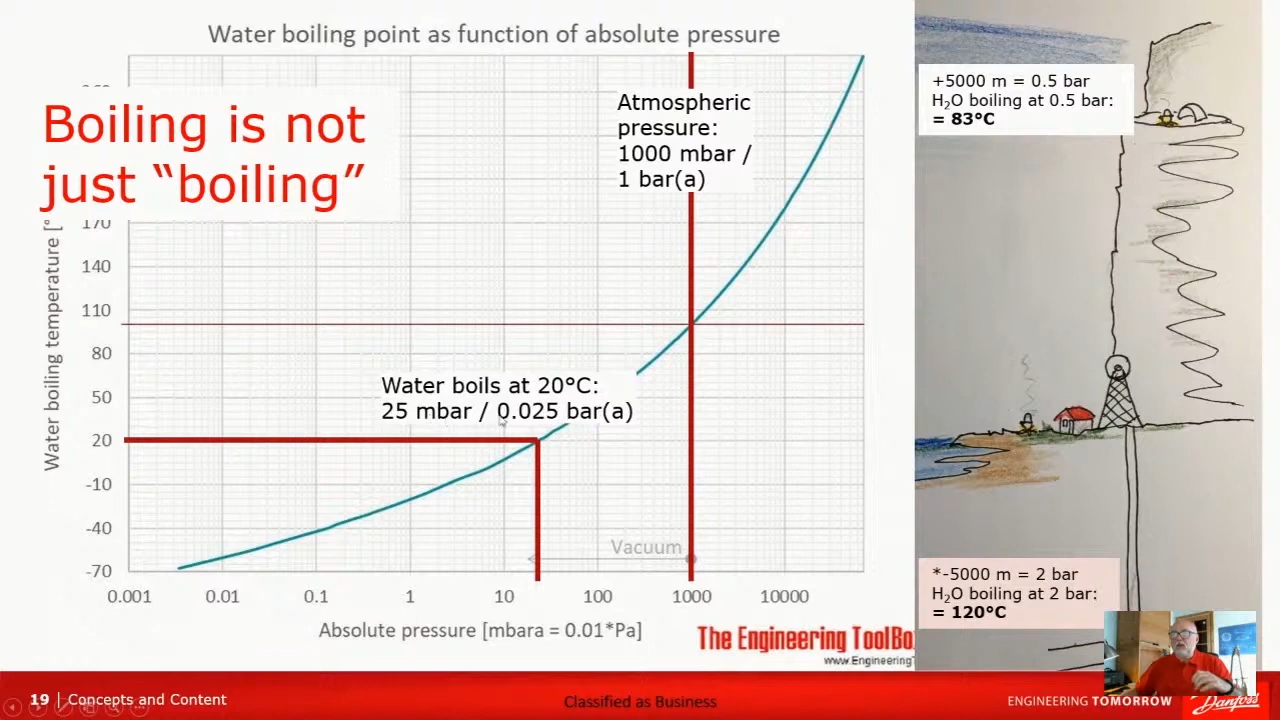 Water boiling point as function of absolute pressure
Boiling is not
just “boiling”
Atmospheric
pressure:
1000 mbar /
1 bar(a)
Water boiling temperature [°
170
140
110
80
50
20
-10
-40
-70
Water boils at 20°C:
25 mbar / 0.025 bar(a)
Vacuum
0.001
0.01
0.1
1
10
100
1000
10000
Absolute pressure [mbara = 0.01*Pa]
The Engineering ToolBo
www.Engineering
+5000 m = 0.5 bar
H₂O boiling at 0.5 bar:
= 83°C
*-5000 m = 2 bar
H₂O boiling at 2 bar:
= 120°C
19 | Concepts and Content
Classified as Business
ENGINEERING TOMORROW
Danfoss